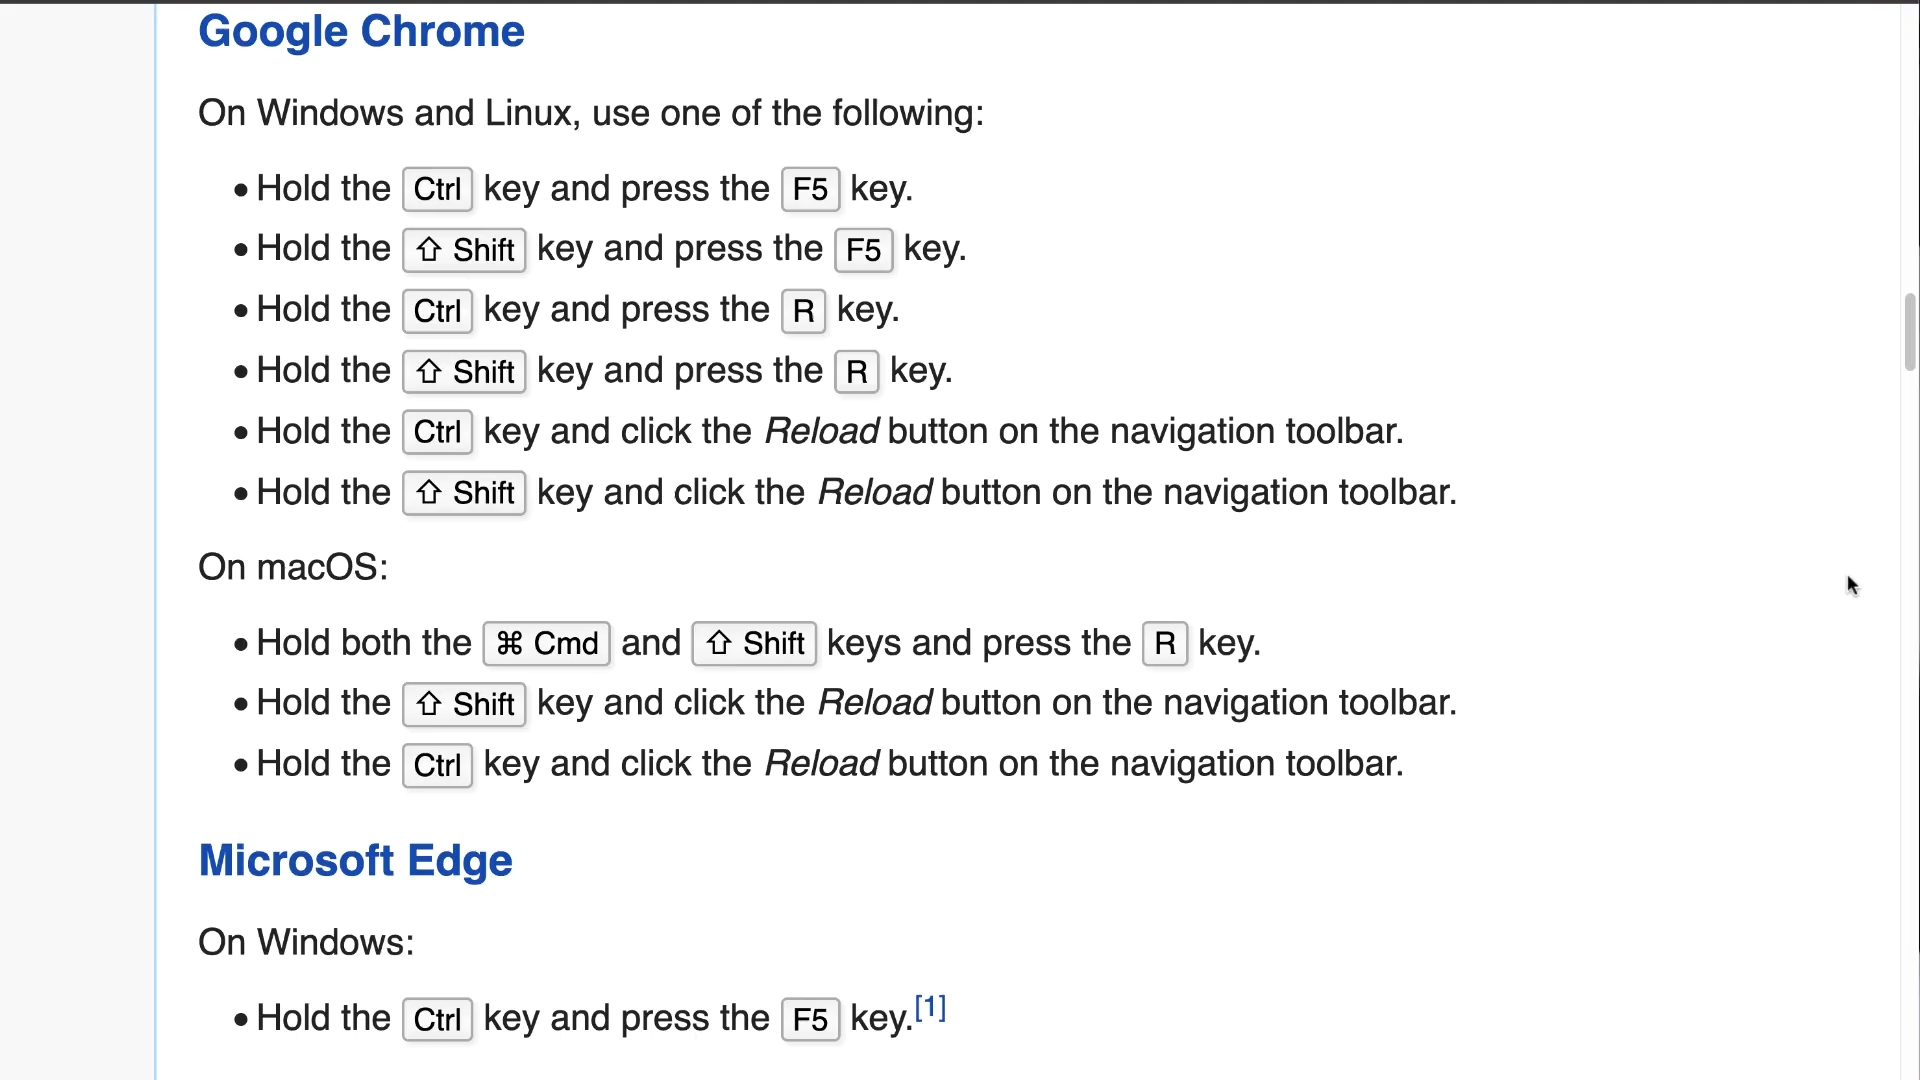 Google Chrome
On Windows and Linux, use one of the following:
• Hold the Ctrl key and press the F5 key.
• Hold the ⇧ Shift key and press the F5 key.
• Hold the Ctrl key and press the R key.
• Hold the ⇧ Shift key and press the R key.
• Hold the Ctrl key and click the Reload button on the navigation toolbar.
• Hold the ⇧ Shift key and click the Reload button on the navigation toolbar.
On macOS:
• Hold both the ⌘ Cmd and ⇧ Shift keys and press the R key.
• Hold the ⇧ Shift key and click the Reload button on the navigation toolbar.
• Hold the Ctrl key and click the Reload button on the navigation toolbar.
Microsoft Edge
On Windows:
• Hold the Ctrl key and press the F5 key.[1]